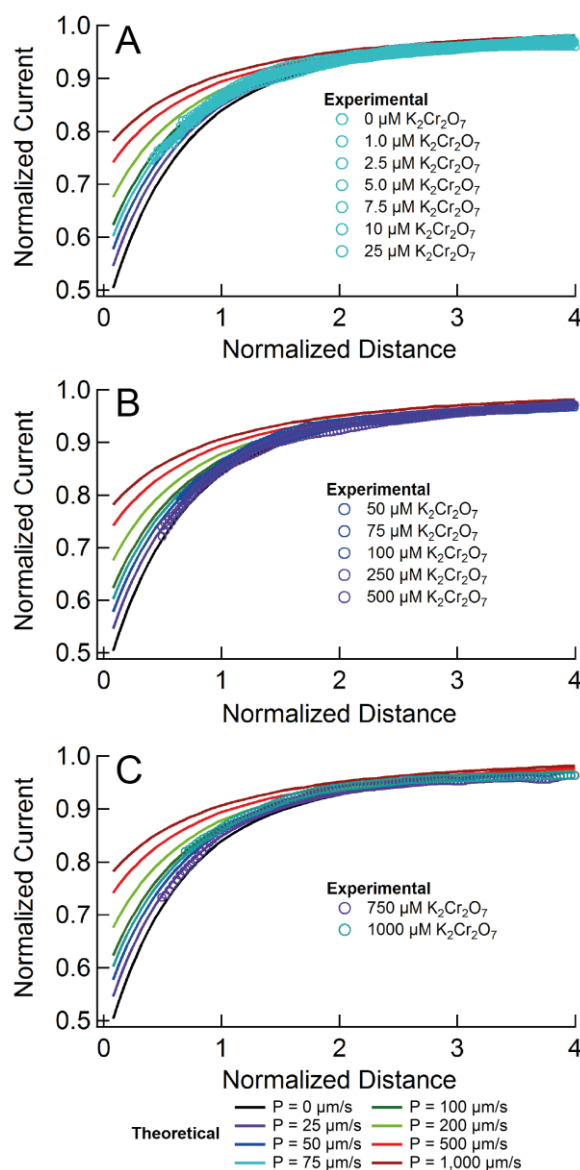 A
1.0
0.9
0.8
0.7
0.6
0.5
Normalized Current
Experimental
0 µM K₂Cr₂O₇
1.0 µM K₂Cr₂O₇
2.5 µM K₂Cr₂O₇
5.0 µM K₂Cr₂O₇
7.5 µM K₂Cr₂O₇
10 µM K₂Cr₂O₇
25 µM K₂Cr₂O₇
0 1 2 3 4
Normalized Distance
B
1.0
0.9
0.8
0.7
0.6
0.5
Normalized Current
Experimental
50 µM K₂Cr₂O₇
75 µM K₂Cr₂O₇
100 µM K₂Cr₂O₇
250 µM K₂Cr₂O₇
500 µM K₂Cr₂O₇
0 1 2 3 4
Normalized Distance
C
1.0
0.9
0.8
0.7
0.6
0.5
Normalized Current
Experimental
750 µM K₂Cr₂O₇
1000 µM K₂Cr₂O₇
0 1 2 3 4
Normalized Distance
Theoretical
P = 0 µm/s
P = 25 µm/s
P = 50 µm/s
P = 75 µm/s
P = 100 µm/s
P = 200 µm/s
P = 500 µm/s
P = 1,000 µm/s